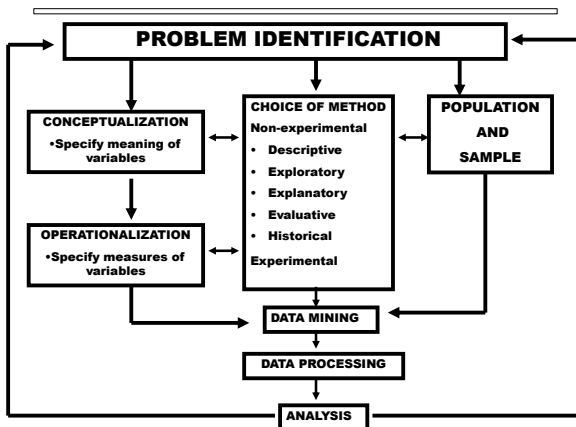 PROBLEM IDENTIFICATION
CONCEPTUALIZATION
•Specify meaning of
variables
OPERATIONALIZATION
•Specify measures of
variables
CHOICE OF METHOD
Non-experimental
• Descriptive
• Exploratory
• Explanatory
• Evaluative
• Historical
Experimental
POPULATION
AND
SAMPLE
DATA MINING
DATA PROCESSING
ANALYSIS